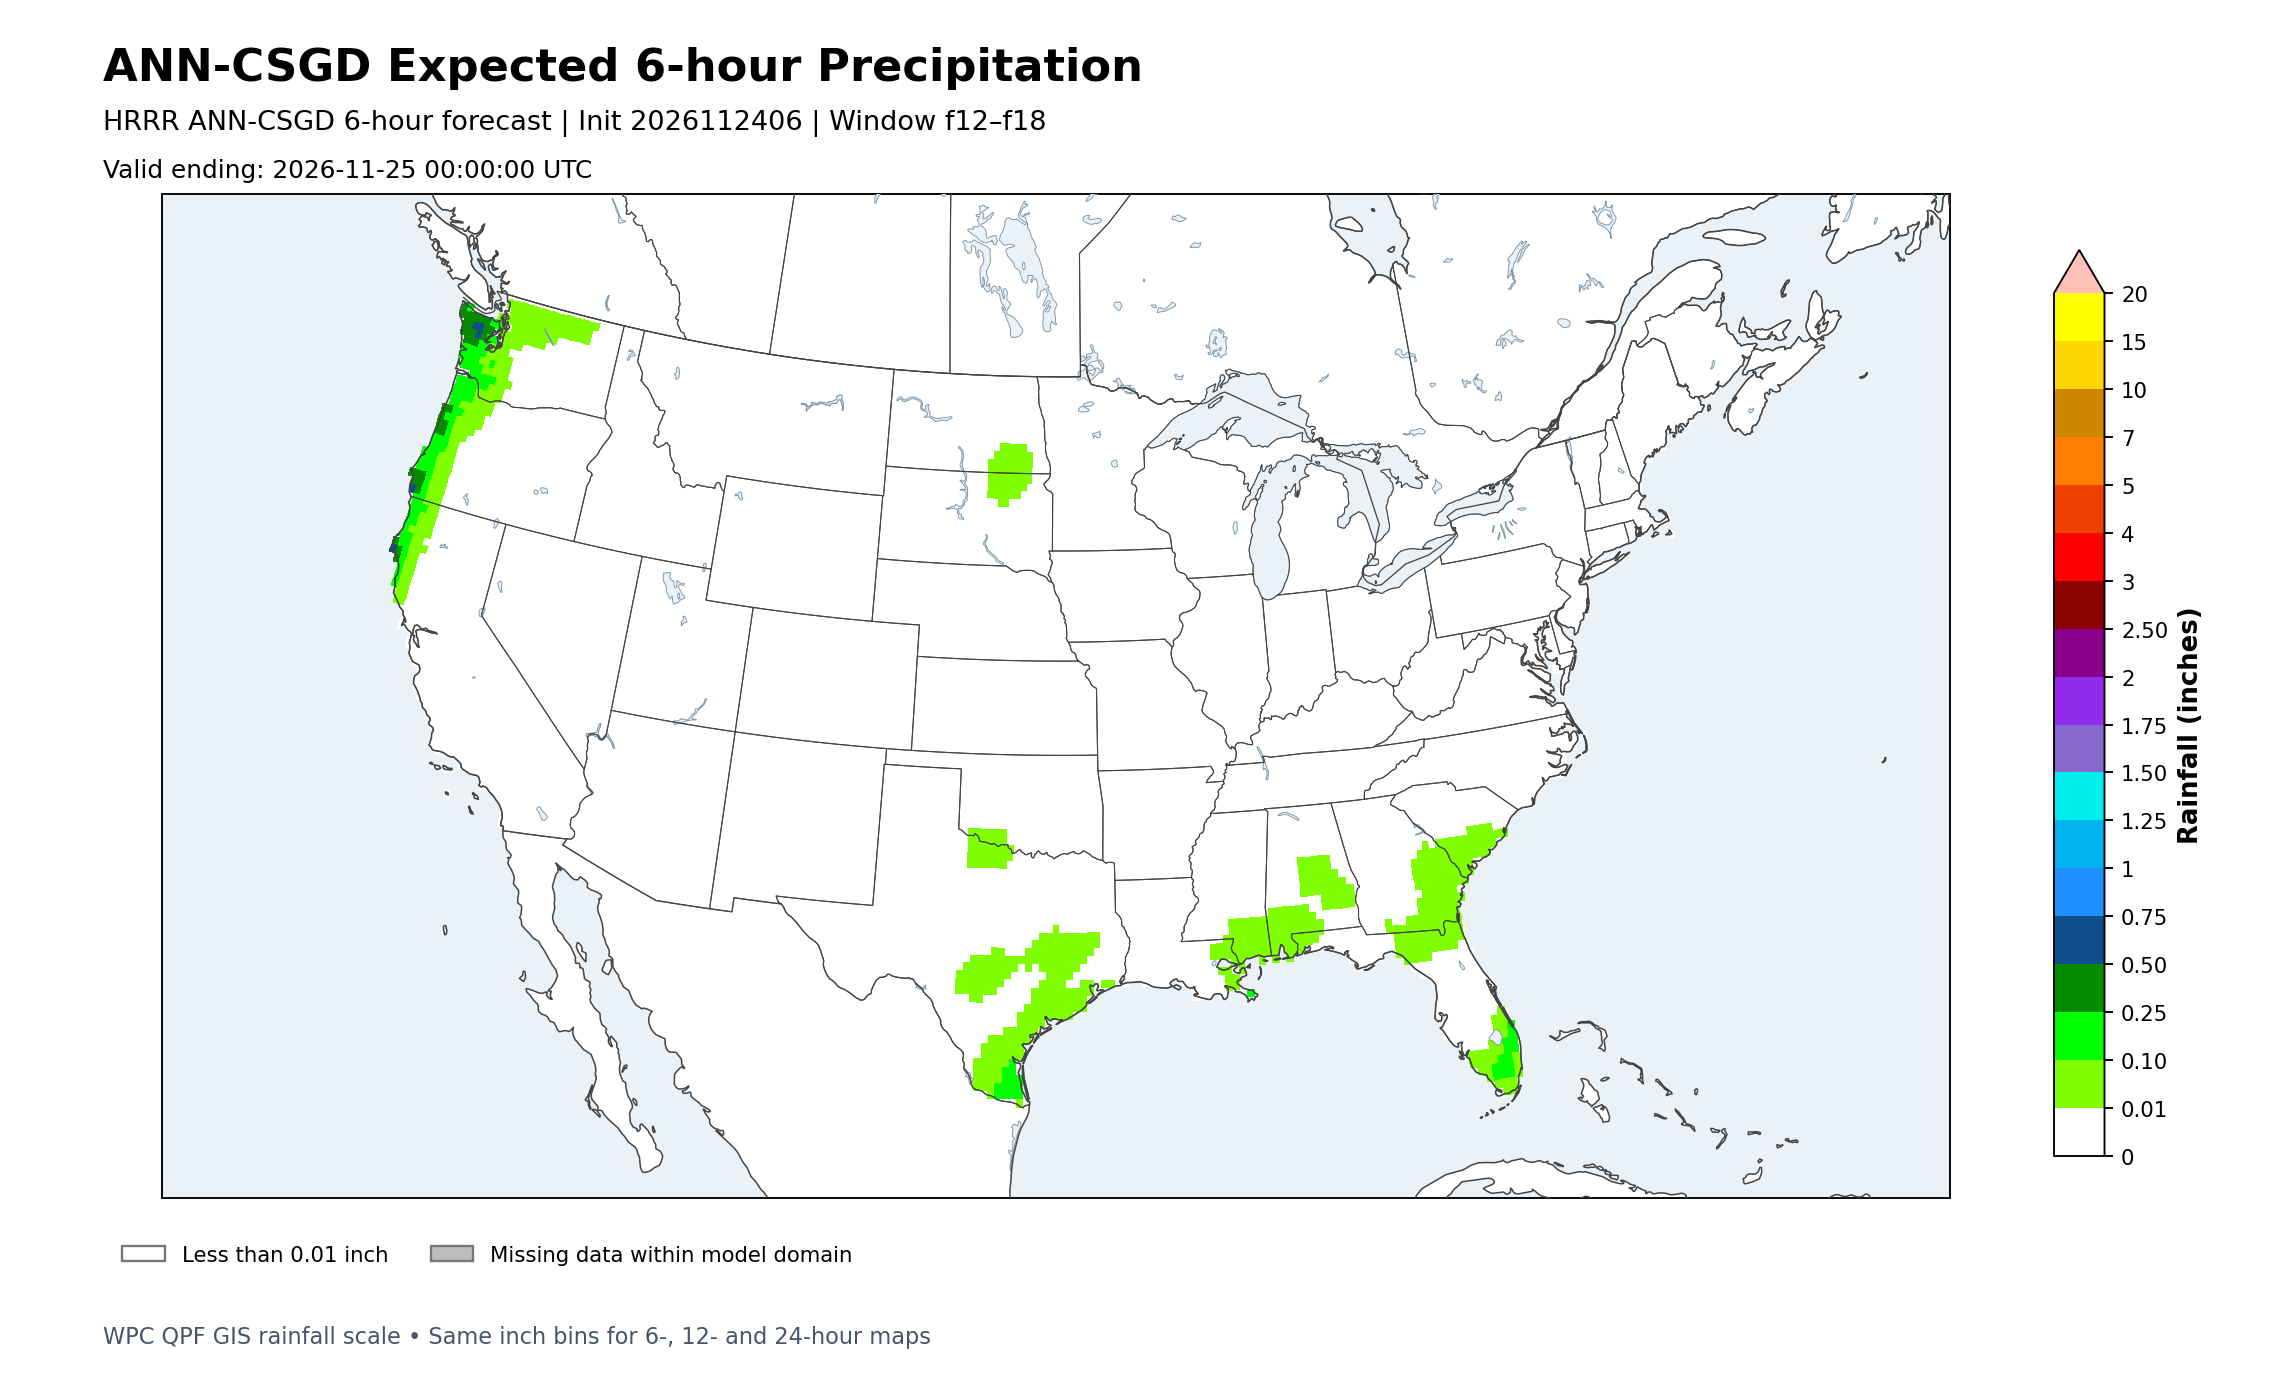 ANN-CSGD Expected 6-hour Precipitation
HRRR ANN-CSGD 6-hour forecast | Init 2026112406 | Window f12–f18
Valid ending: 2026-11-25 00:00:00 UTC
20
15
10
7
5
4
3
2.50
2
1.75
1.50
1.25
1
0.75
0.50
0.25
0.10
0.01
0
Rainfall (inches)
Less than 0.01 inch
Missing data within model domain
WPC QPF GIS rainfall scale • Same inch bins for 6-, 12- and 24-hour maps